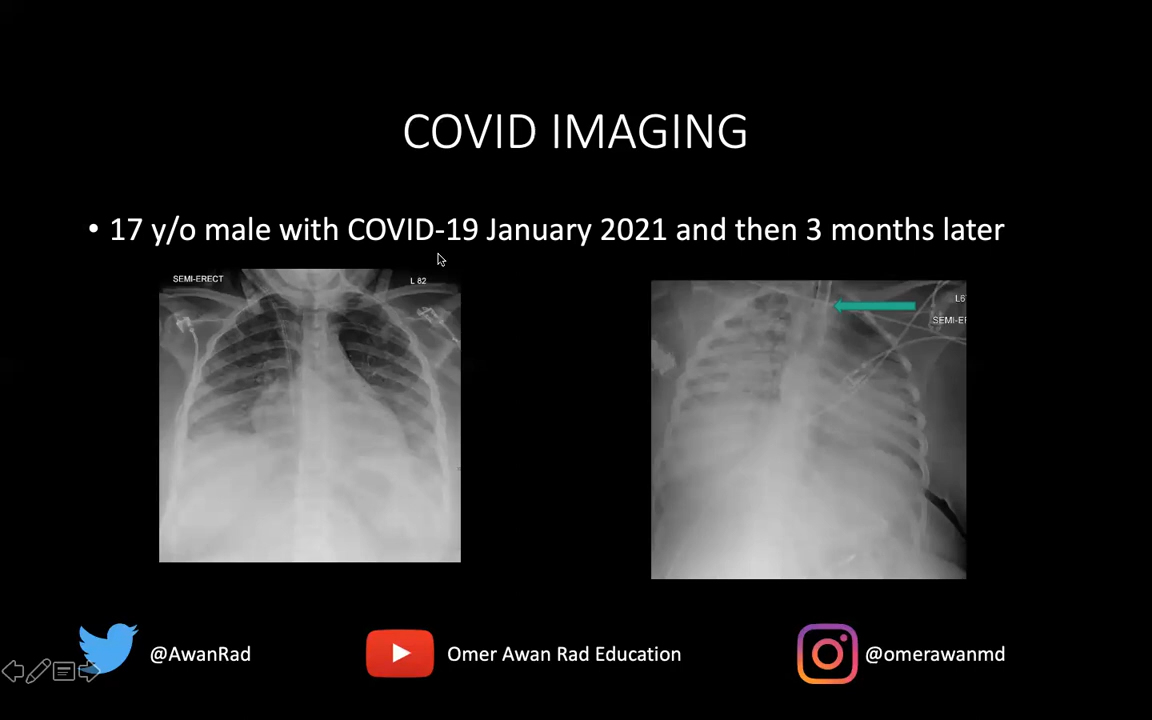 COVID IMAGING
• 17 y/o male with COVID-19 January 2021 and then 3 months later
SEMI-ERECT
L 82
L6
SEMI-E
@AwanRad
Omer Awan Rad Education
@omerawanmd